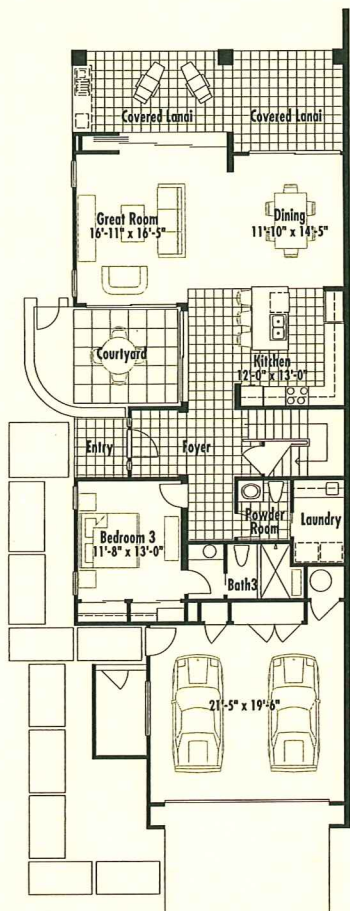 Covered Lanai
Covered Lanai
Great Room
16'-11" x 16'-5"
Dining
11'-10" x 14'-5"
Courtyard
Kitchen
12'-0" x 13'-0"
Entry
Foyer
Powder
Room
Laundry
Bedroom 3
11'-8" x 13'-0"
Bath3
21'-5" x 19'-6"